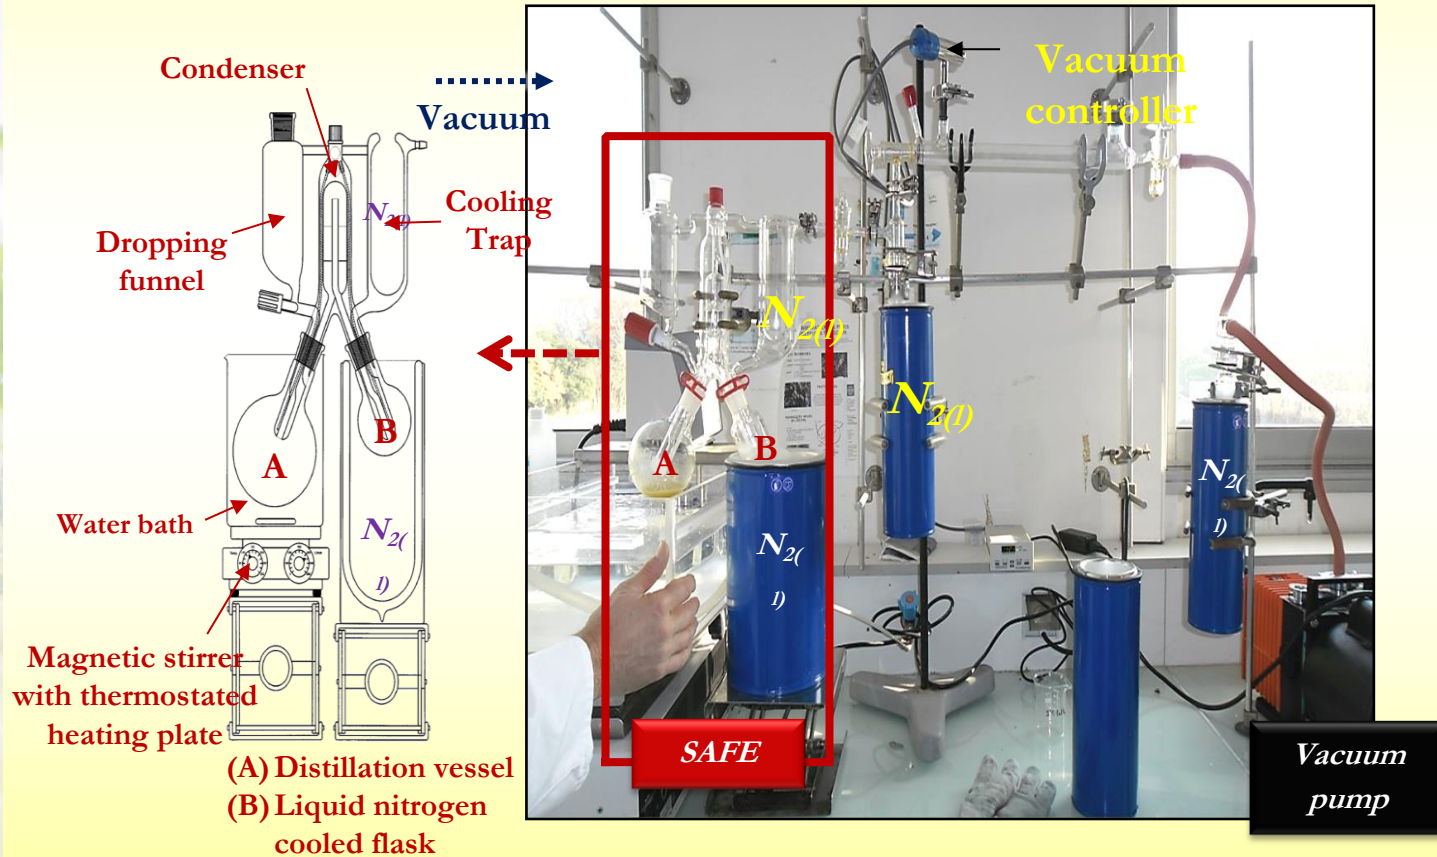 Condenser
Vacuum
Vacuum
controller
N2(l)
Cooling
Trap
Dropping
funnel
N2(l)
N2(l)
A
B
A
B
Water bath
N2(
l)
N2(
l)
N2(
l)
Magnetic stirrer
with thermostated
heating plate
SAFE
Vacuum
pump
(A) Distillation vessel
(B) Liquid nitrogen
cooled flask